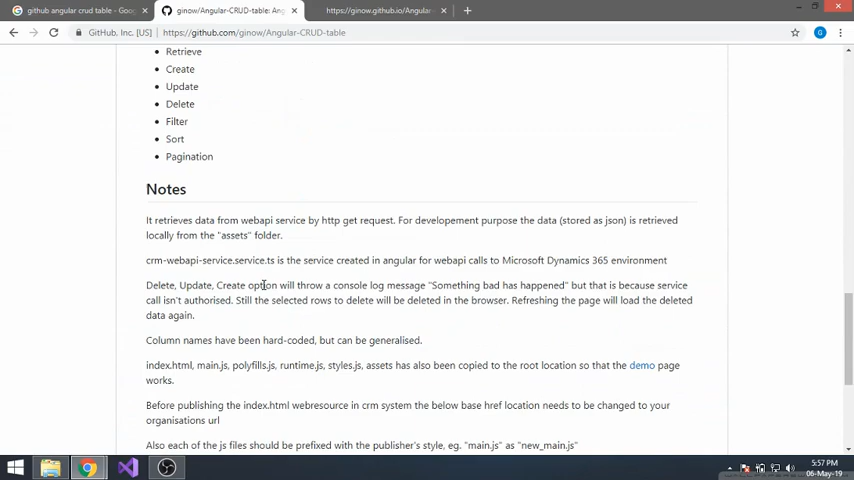 github angular crud table - Goog
ginow/Angular-CRUD-table: Ang
https://ginow.github.io/Angular
GitHub, Inc. [US]
https://github.com/ginow/Angular-CRUD-table
G
Retrieve
Create
Update
Delete
Filter
Sort
Pagination
Notes
It retrieves data from webapi service by http get request. For developement purpose the data (stored as json) is retrieved
locally from the "assets" folder.
crm-webapi-service.service.ts is the service created in angular for webapi calls to Microsoft Dynamics 365 environment
Delete, Update, Create option will throw a console log message "Something bad has happened" but that is because service
call isn't authorised. Still the selected rows to delete will be deleted in the browser. Refreshing the page will load the deleted
data again.
Column names have been hard-coded, but can be generalised.
index.html, main.js, polyfills.js, runtime.js, styles.js, assets has also been copied to the root location so that the demo page
works.
Before publishing the index.html webresource in crm system the below base href location needs to be changed to your
organisations url
Also each of the js files should be prefixed with the publisher's style, eg. "main.js" as "new_main.js"
5:57 PM
06-May-19